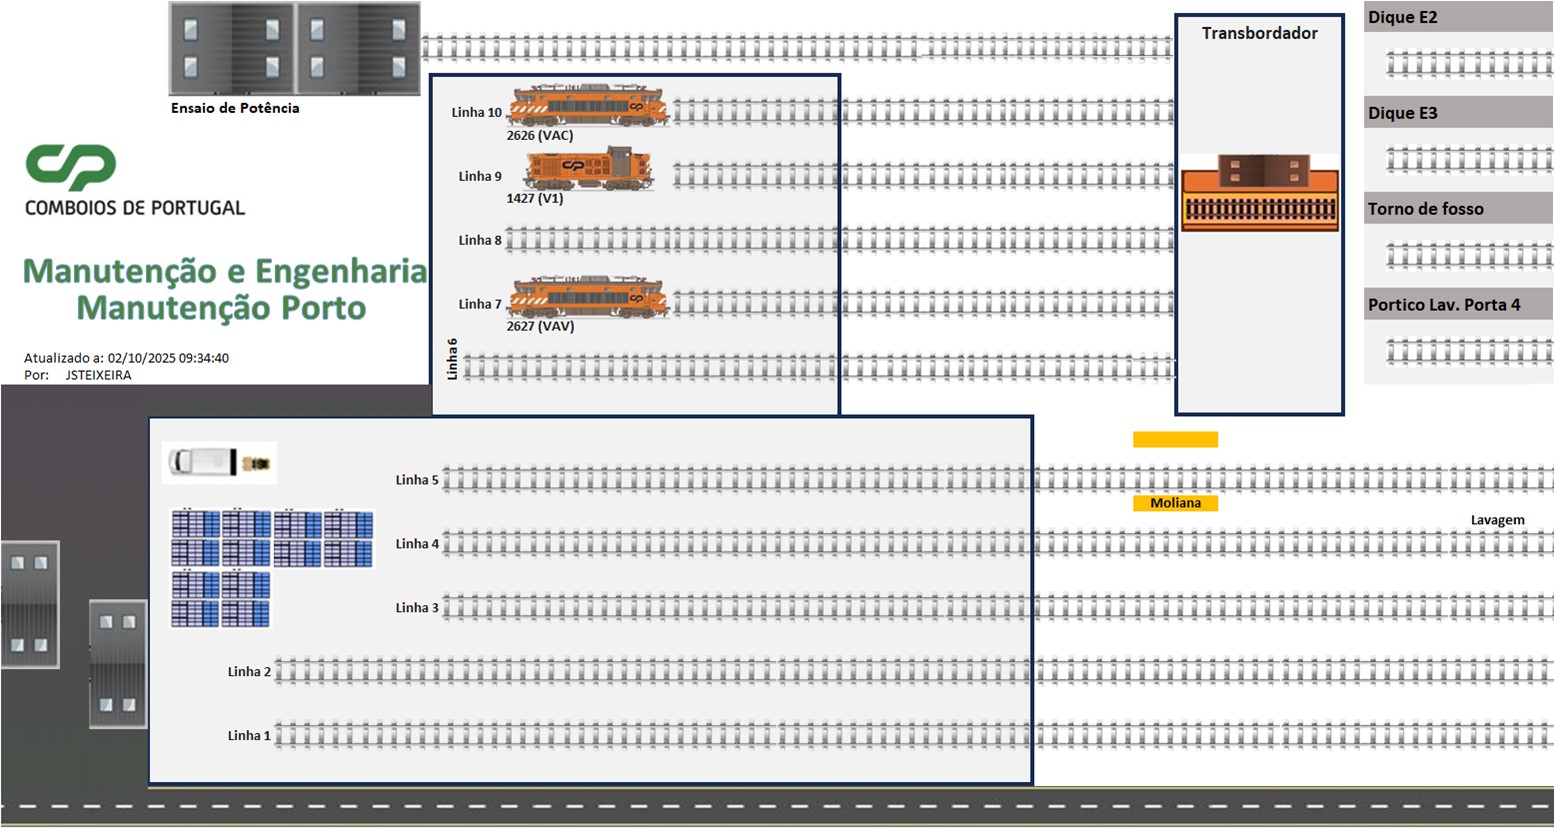 Ensaio de Potência
CP
COMBOIOS DE PORTUGAL
Manutenção e Engenharia
Manutenção Porto
Atualizado a: 02/10/2025 09:34:40
Por: JSTEIXEIRA
Linha 10
2626 (VAC)
Linha 9
1427 (V1)
Linha 8
Linha 7
2627 (VAV)
Linha6
Transbordador
Dique E2
Dique E3
Torno de fosso
Portico Lav. Porta 4
Linha 5
Moliana
Lavagem
Linha 4
Linha 3
Linha 2
Linha 1